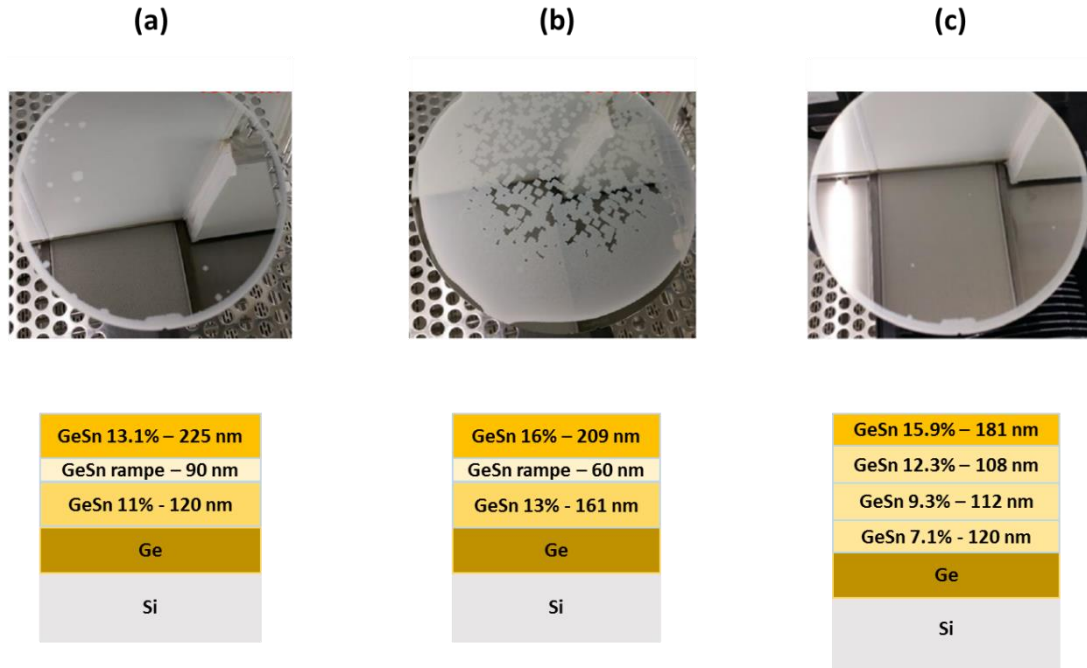 (a)
(b)
(c)
GeSn 13.1% – 225 nm
GeSn rampe – 90 nm
GeSn 11% - 120 nm
Ge
Si
GeSn 16% – 209 nm
GeSn rampe – 60 nm
GeSn 13% - 161 nm
Ge
Si
GeSn 15.9% – 181 nm
GeSn 12.3% – 108 nm
GeSn 9.3% – 112 nm
GeSn 7.1% - 120 nm
Ge
Si